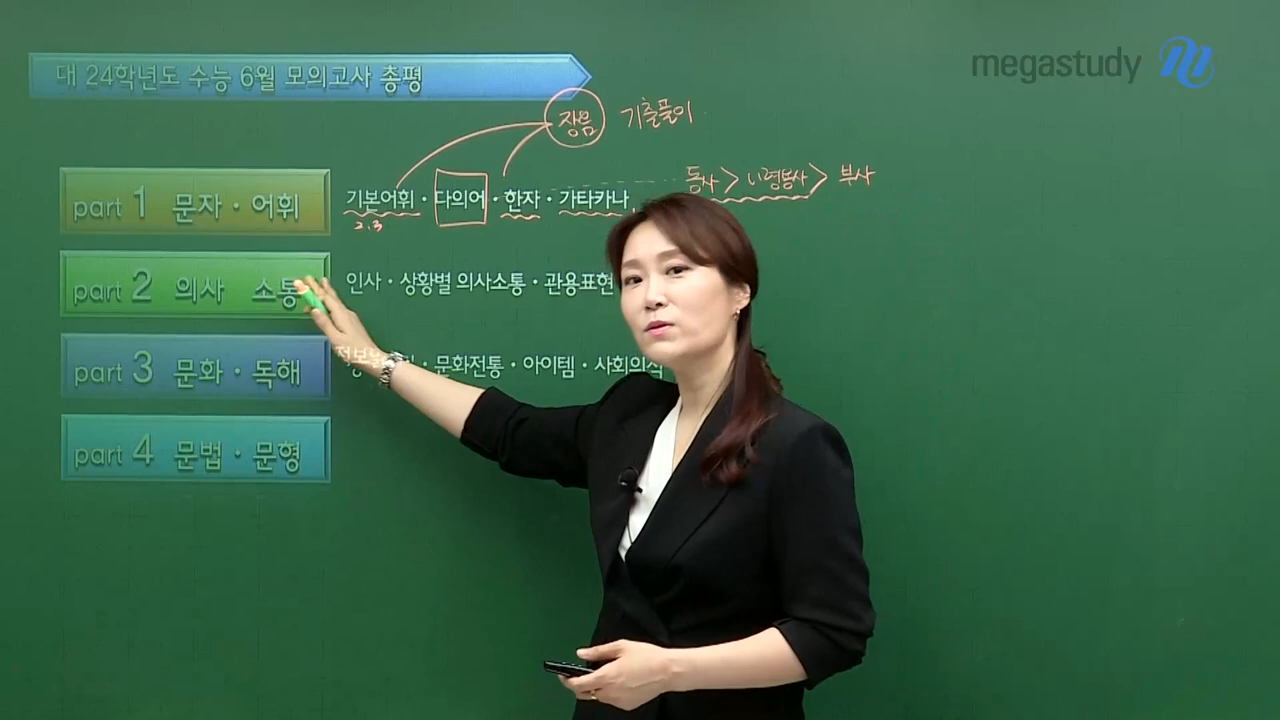 megastudy
대 24학년도 수능 6월 모의고사 총평
장음 기출풀이
동사 > い형용사 > 부사
part 1 문자 · 어휘
기본어휘 · 다의어 · 한자 · 가타카나
2.3
part 2 의사 소통
인사 · 상황별 의사소통 · 관용표현
part 3 문화 · 독해
· 문화전통 · 아이템 · 사회의식
part 4 문법 · 문형